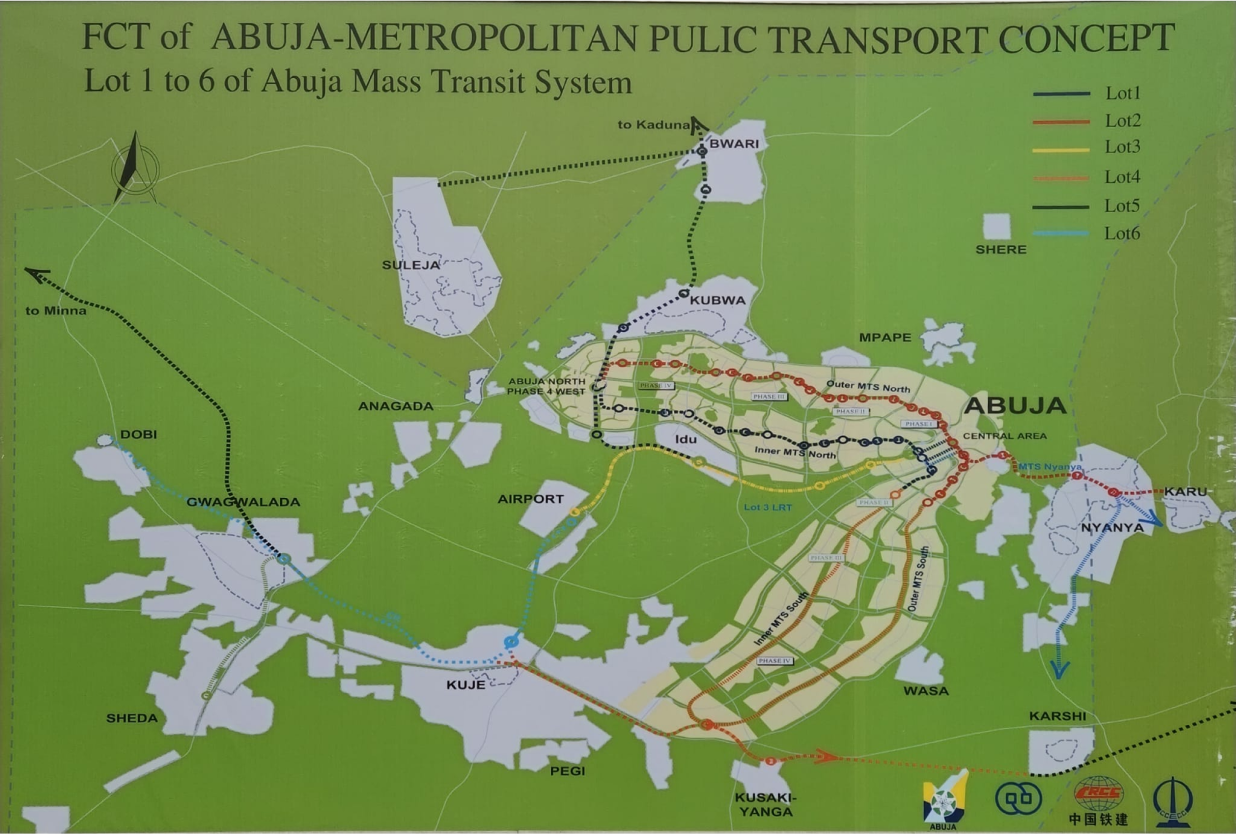 FCT of ABUJA-METROPOLITAN PULIC TRANSPORT CONCEPT
Lot 1 to 6 of Abuja Mass Transit System
Lot1
Lot2
Lot3
Lot4
Lot5
Lot6
to Kaduna
BWARI
SHERE
SULEJA
to Minna
KUBWA
MPAPE
ABUJA NORTH
PHASE 4 WEST
PHASE IV
PHASE III
PHASE II
PHASE I
Outer MTS North
ANAGADA
ABUJA
CENTRAL AREA
DOBI
Idu
Inner MTS North
MTS Nyanya
KARU
GWAGWALADA
AIRPORT
Lot 3 LRT
PHASE II
NYANYA
PHASE III
Outer MTS South
Inner MTS South
PHASE IV
KUJE
WASA
SHEDA
KARSHI
PEGI
KUSAKI-
YANGA
ABUJA
CRCC
中国铁建
CCECC